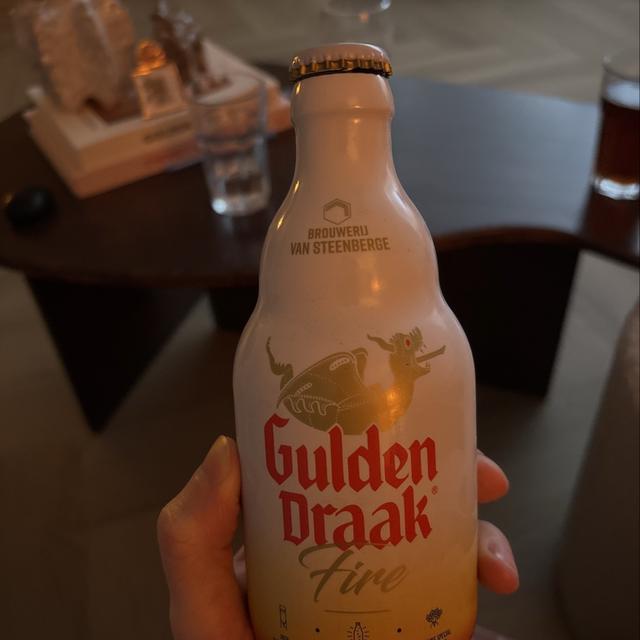 BROUWERIJ
VAN STEENBERGE
Gulden
Draak®
Fire